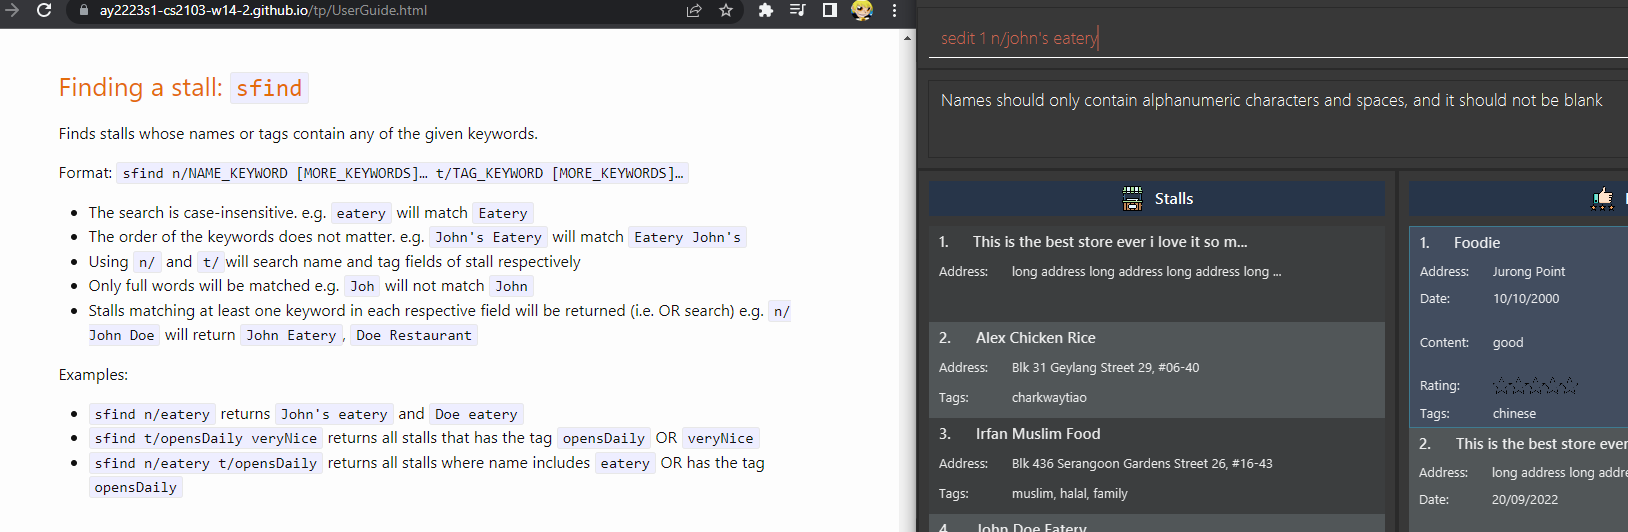 ay2223s1-cs2103-w14-2.github.io/tp/UserGuide.html
Finding a stall: sfind
Finds stalls whose names or tags contain any of the given keywords.
Format: sfind n/NAME_KEYWORD [MORE_KEYWORDS]… t/TAG_KEYWORD [MORE_KEYWORDS]…
The search is case-insensitive. e.g. eatery will match Eatery
The order of the keywords does not matter. e.g. John's Eatery will match Eatery John's
Using n/ and t/ will search name and tag fields of stall respectively
Only full words will be matched e.g. Joh will not match John
Stalls matching at least one keyword in each respective field will be returned (i.e. OR search) e.g. n/
John Doe will return John Eatery, Doe Restaurant
Examples:
sfind n/eatery returns John's eatery and Doe eatery
sfind t/opensDaily veryNice returns all stalls that has the tag opensDaily OR veryNice
sfind n/eatery t/opensDaily returns all stalls where name includes eatery OR has the tag
opensDaily
sedit 1 n/john's eatery
Names should only contain alphanumeric characters and spaces, and it should not be blank
Stalls
1. This is the best store ever i love it so m...
Address: long address long address long address long ...
2. Alex Chicken Rice
Address: Blk 31 Geylang Street 29, #06-40
Tags: charkwaytiao
3. Irfan Muslim Food
Address: Blk 436 Serangoon Gardens Street 26, #16-43
Tags: muslim, halal, family
4. John Doe Eatery
1. Foodie
Address: Jurong Point
Date: 10/10/2000
Content: good
Rating:
Tags: chinese
2. This is the best store ever
Address: long address long addre
Date: 20/09/2022